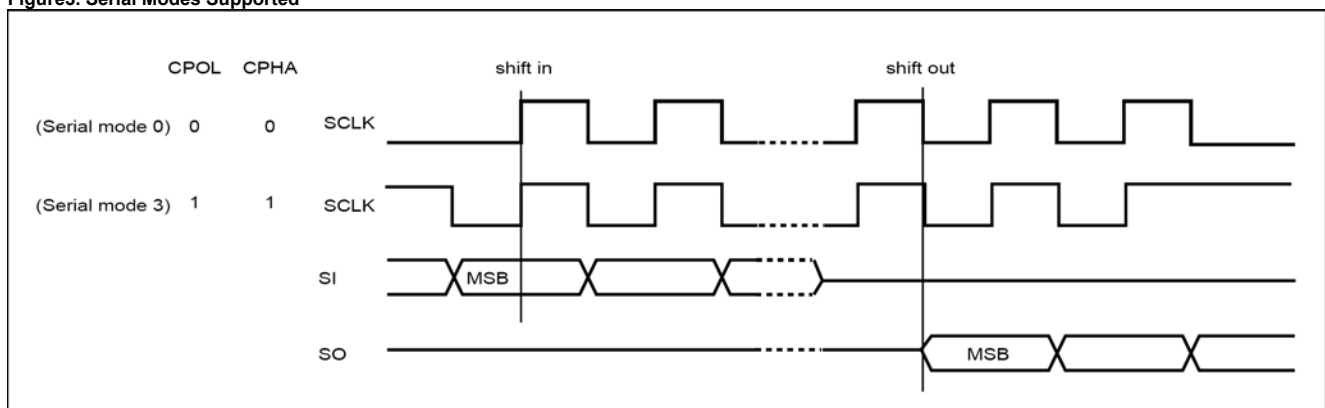 Figure3. Serial Modes Supported
CPOL CPHA shift in shift out
(Serial mode 0) 0 0 SCLK
(Serial mode 3) 1 1 SCLK
SI MSB
SO MSB